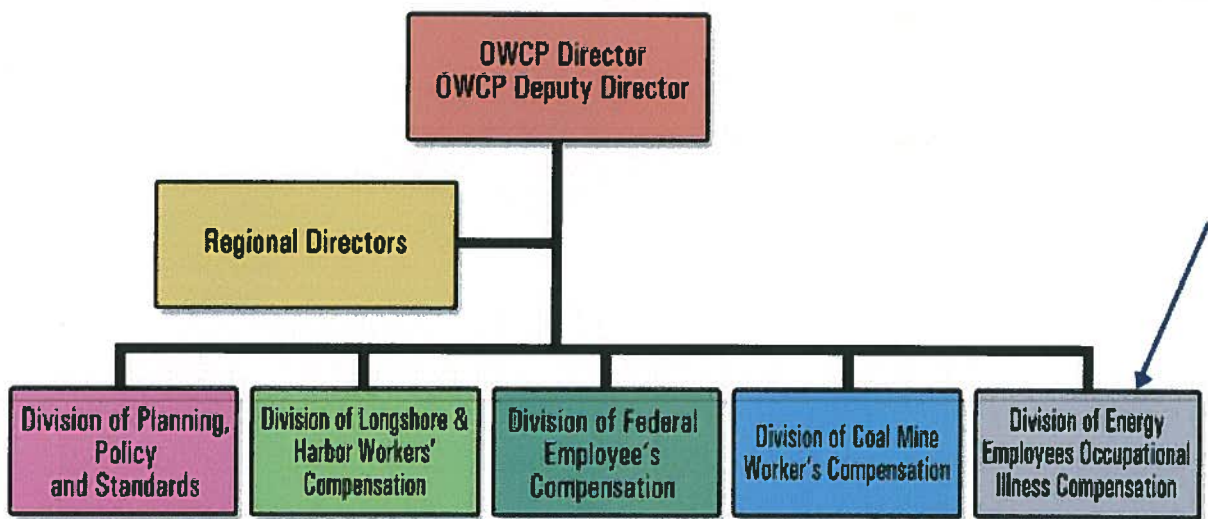 OWCP Director
OWCP Deputy Director
Regional Directors
Division of Planning,
Policy
and Standards
Division of Longshore &
Harbor Workers'
Compensation
Division of Federal
Employee's
Compensation
Division of Coal Mine
Worker's Compensation
Division of Energy
Employees Occupational
Illness Compensation